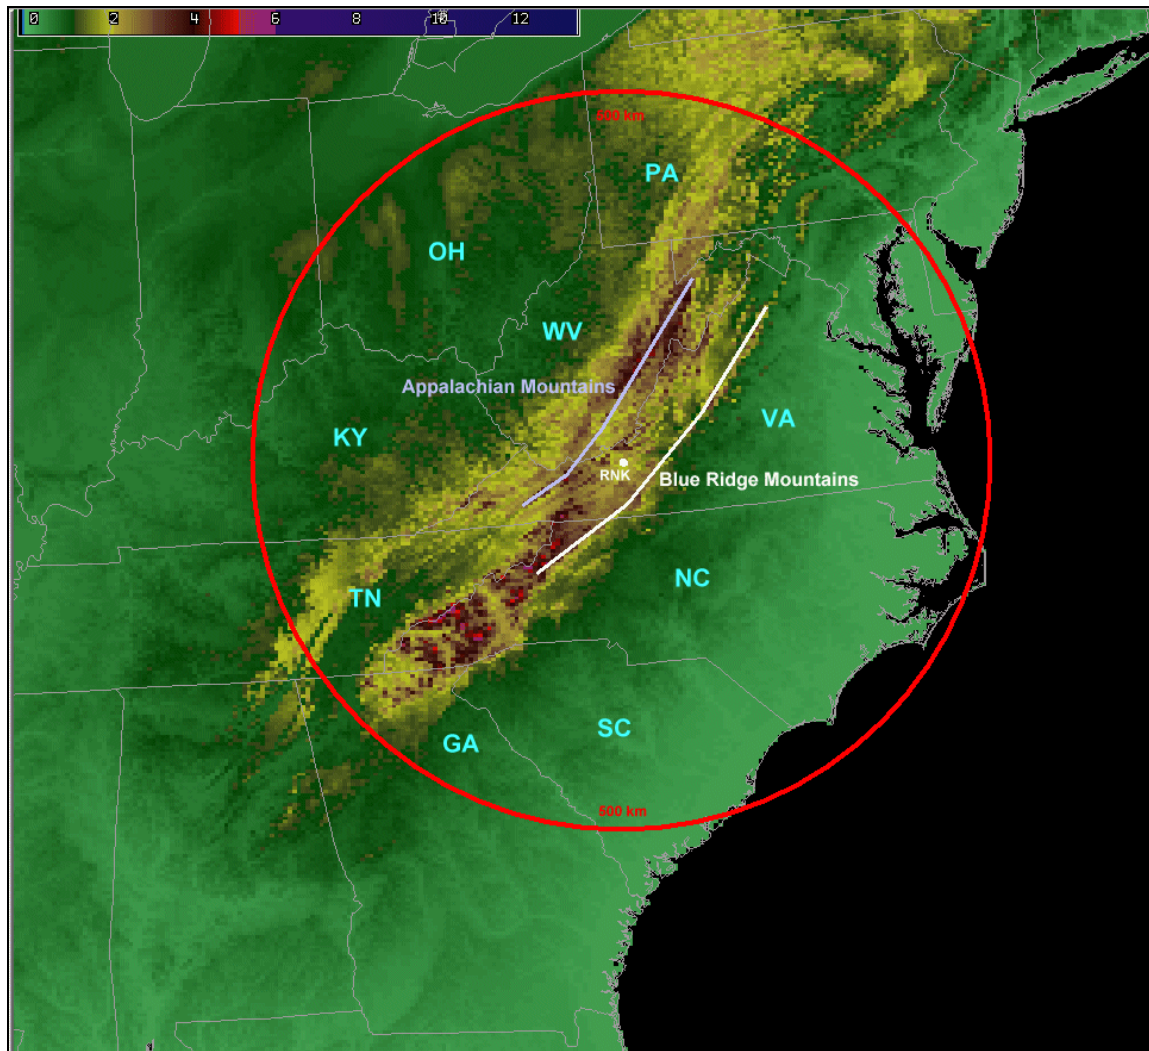 0 2 4 6 8 10 12
500 km
PA
OH
WV
Appalachian Mountains
VA
KY
RNK
Blue Ridge Mountains
NC
TN
SC
GA
500 km